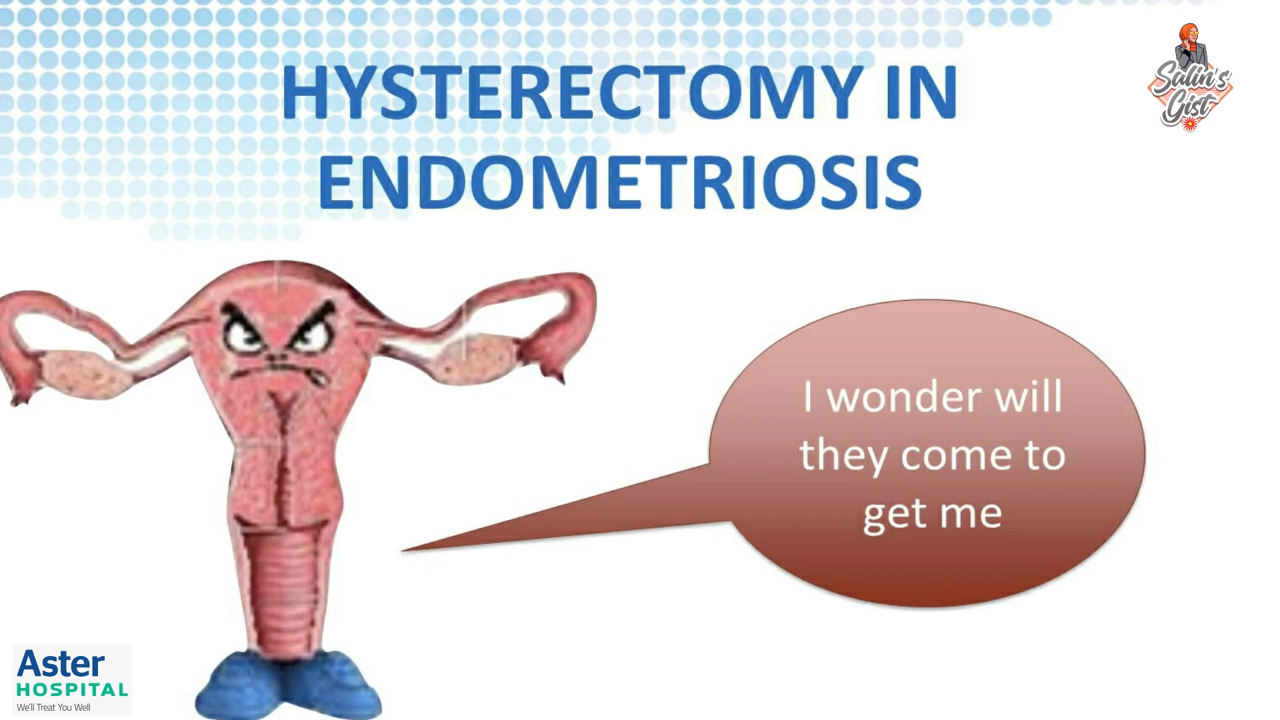 HYSTERECTOMY IN
ENDOMETRIOSIS
Salin's
Gist
I wonder will
they come to
get me
Aster
HOSPITAL
We'll Treat You Well